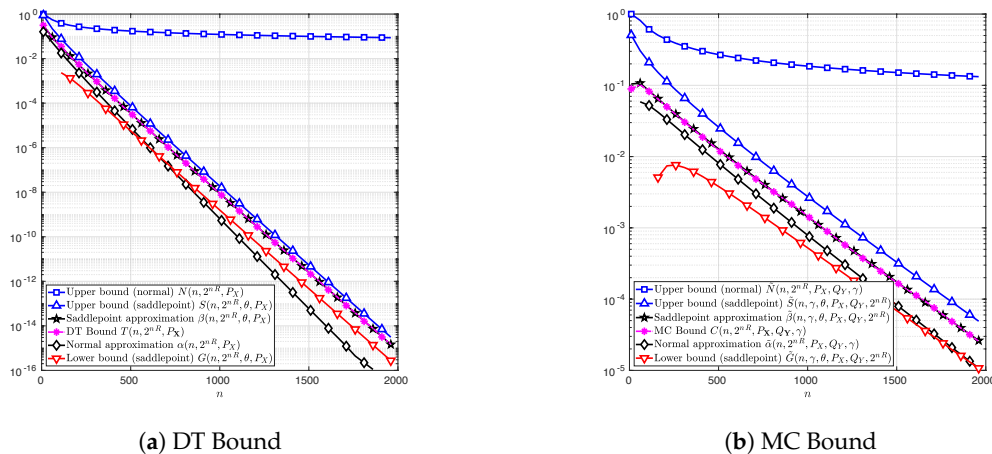 10^0
10^-2
10^-4
10^-6
10^-8
10^-10
10^-12
10^-14
10^-16
Upper bound (normal) N(n, 2^{nR}, P_X)
Upper bound (saddlepoint) S(n, 2^{nR}, θ, P_X)
Saddlepoint approximation β(n, 2^{nR}, θ, P_X)
DT Bound T(n, 2^{nR}, P_X)
Normal approximation α(n, 2^{nR}, P_X)
Lower bound (saddlepoint) G(n, 2^{nR}, θ, P_X)
0 500 1000 1500 2000
n
(a) DT Bound
10^0
10^-1
10^-2
10^-3
10^-4
10^-5
Upper bound (normal) Ñ(n, 2^{nR}, P_X, Q_Y, γ)
Upper bound (saddlepoint) S̃(n, γ, θ, P_X, Q_Y, 2^{nR})
Saddlepoint approximation β̃(n, γ, θ, P_X, Q_Y, 2^{nR})
MC Bound C(n, 2^{nR}, P_X, Q_Y, γ)
Normal approximation α̃(n, 2^{nR}, P_X, Q_Y, γ)
Lower bound (saddlepoint) G̃(n, γ, θ, P_X, Q_Y, 2^{nR})
0 500 1000 1500 2000
n
(b) MC Bound